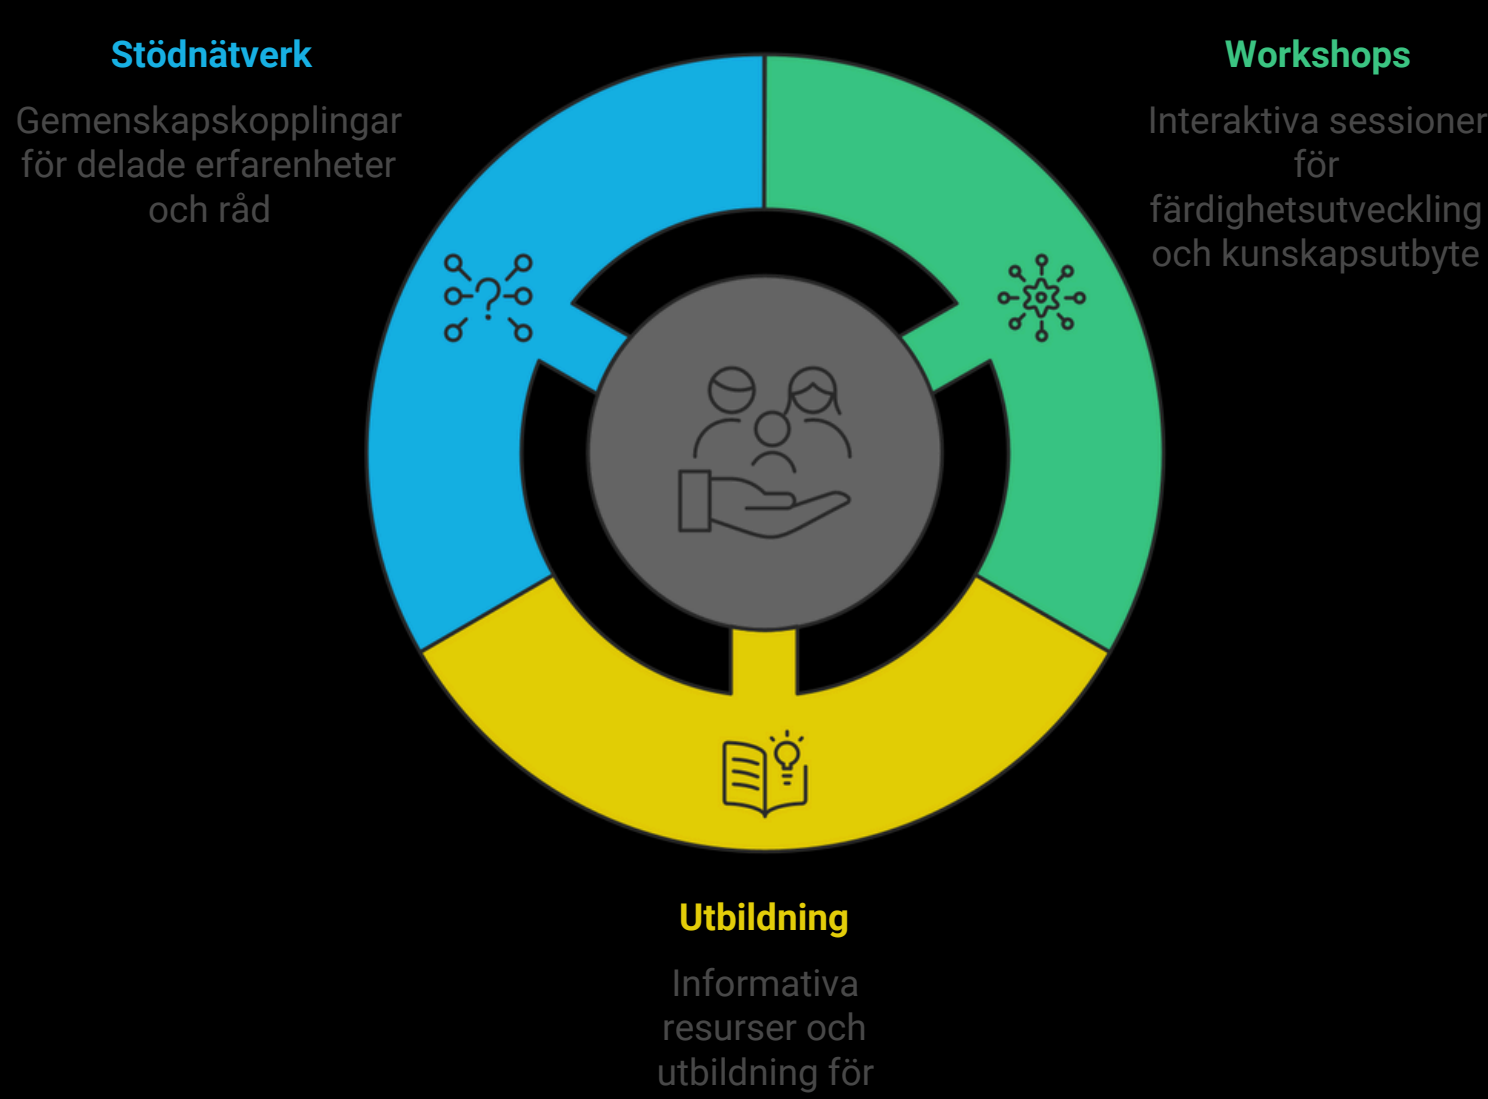 Stödnätverk
Gemenskapskopplingar
för delade erfarenheter
och råd
Workshops
Interaktiva sessioner
för
färdighetsutveckling
och kunskapsutbyte
Utbildning
Informativa
resurser och
utbildning för